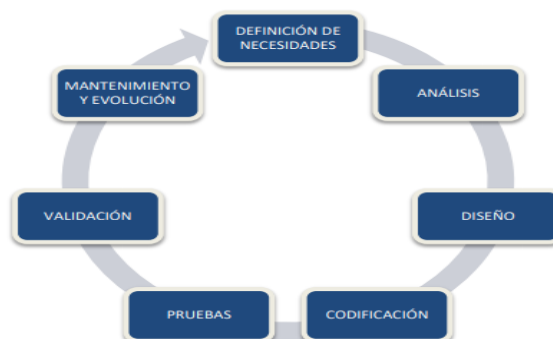 DEFINICIÓN DE
NECESIDADES
ANÁLISIS
DISEÑO
CODIFICACIÓN
PRUEBAS
VALIDACIÓN
MANTENIMIENTO
Y EVOLUCIÓN